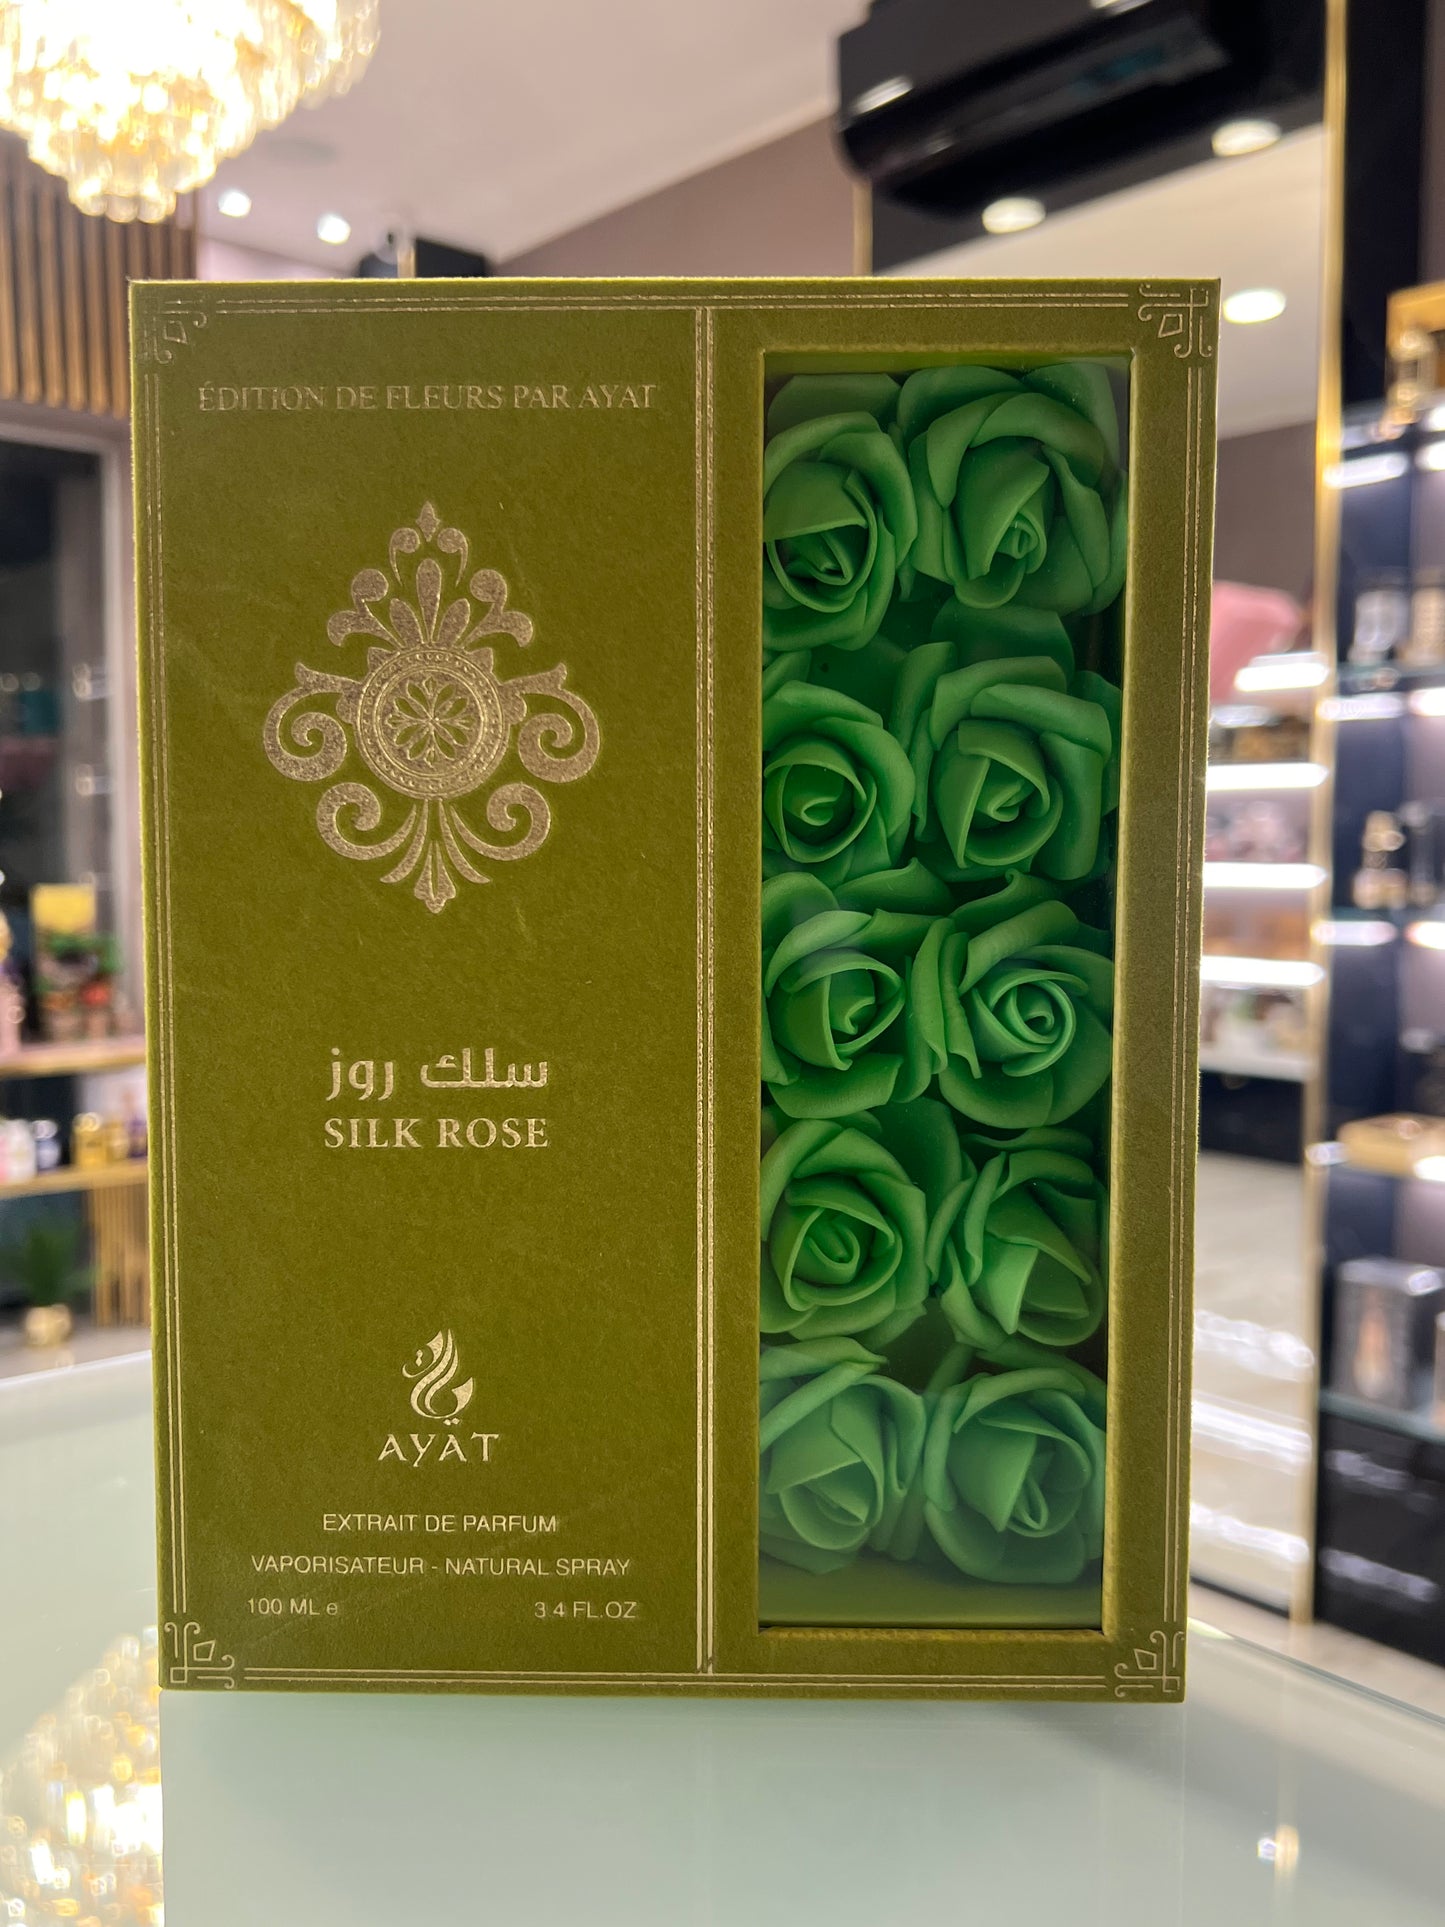 ÉDITION DE FLEURS PAR AYAT
سلك روز
SILK ROSE
AYAT
EXTRAIT DE PARFUM
VAPORISATEUR - NATURAL SPRAY
100 ML e 3.4 FL.OZ